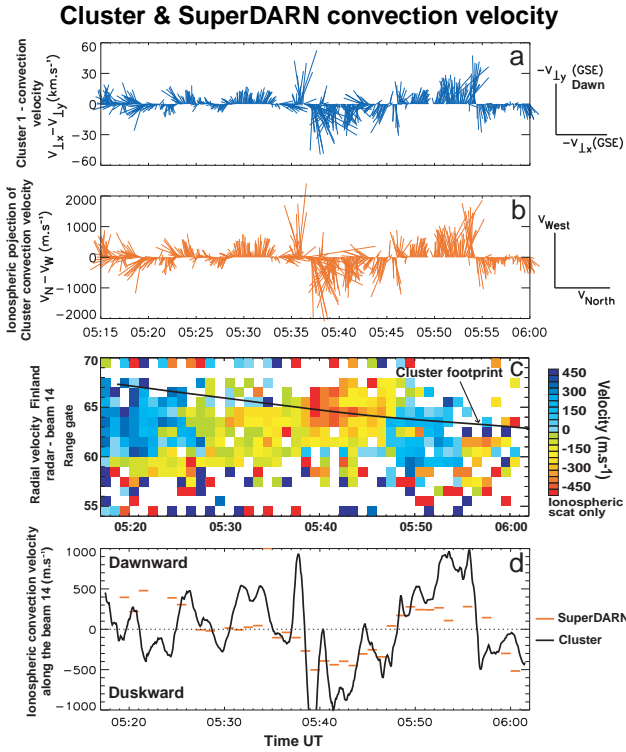 Cluster & SuperDARN convection velocity
Cluster 1 - convection
velocity
V⊥x−V⊥y(km.s⁻¹)
60
30
0
−30
−60
a
−V⊥y (GSE)
Dawn
−V⊥x(GSE)
Ionospheric pojection of
Cluster convection velocity
V_N−V_W (m.s⁻¹)
2000
1000
0
−1000
−2000
b
V_West
V_North
05:15 05:20 05:25 05:30 05:36 05:40 05:45 05:50 05:55 06:00
Radial velocity Finland
radar - beam 14
Range gate
70
65
60
55
c
Cluster footprint
05:20 05:30 05:40 05:50 06:00
450
300
150
0
-150
-300
-450
Velocity (m.s⁻¹)
Ionospheric
scat only
Ionospheric convection velocity
along the beam 14 (m.s⁻¹)
1000
500
0
−500
−1000
Dawnward
d
Duskward
SuperDARN
Cluster
05:20 05:30 05:40 05:50 06:00
Time UT